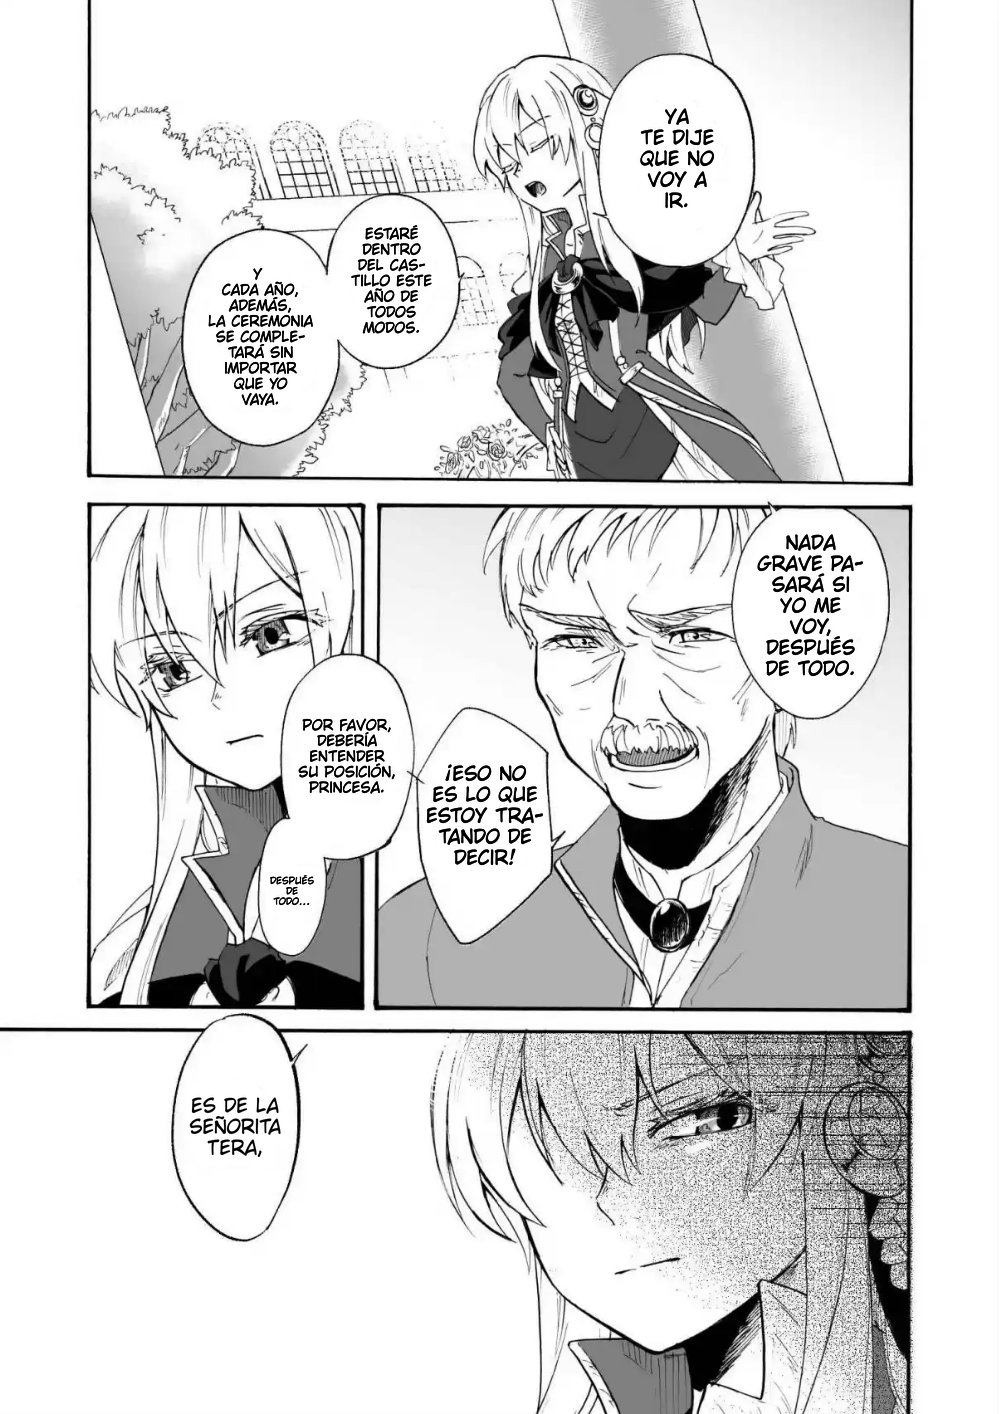 YA
TE DIJE
QUE NO
VOY A
IR.
ESTARÉ
DENTRO
DEL CAS-
TILLO ESTE
AÑO DE
TODOS
MODOS.
Y
CADA AÑO,
ADEMÁS,
LA CEREMONIA
SE COMPLE-
TARÁ SIN
IMPORTAR
QUE YO
VAYA.
NADA
GRAVE PA-
SARÁ SI
YO ME
VOY,
DESPUÉS
DE TODO.
¡ESO NO
ES LO QUE
ESTOY TRA-
TANDO DE
DECIR!
POR FAVOR,
DEBERÍA
ENTENDER
SU POSICIÓN,
PRINCESA.
DESPUÉS
DE
TODO...
ES DE LA
SEÑORITA
TERA,